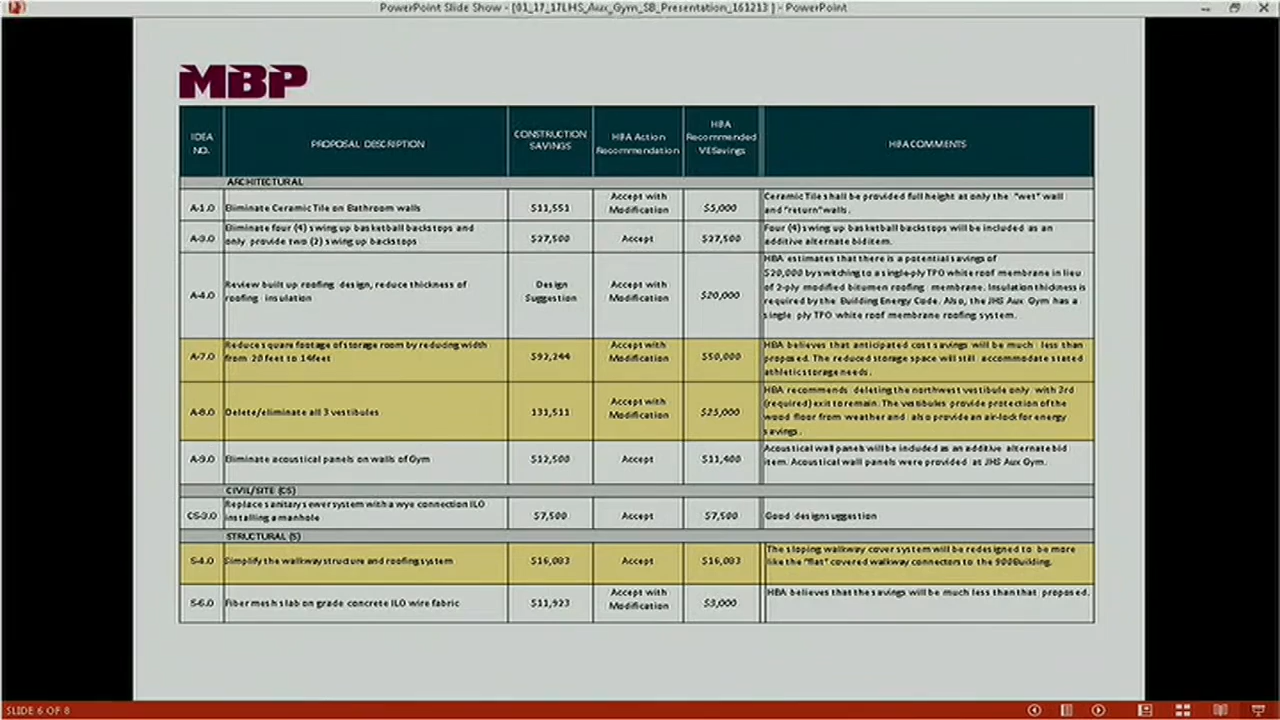 PowerPoint Slide Show - [01_17_17LHS_Aux_Gym_SB_Presentation_161213 ] - PowerPoint
MBP
IDEA NO.
PROPOSAL DESCRIPTION
CONSTRUCTION SAVINGS
HBA Action Recommendation
HBA Recommended VE Savings
HBA COMMENTS
ARCHITECTURAL
A-1.0
Eliminate Ceramic Tile on Bathroom walls
$11,551
Accept with
Modification
$5,000
Ceramic Tile shall be provided full height at only the "wet" wall
and "return" walls.
A-3.0
Eliminate four (4) swing up basketball backstops and
only provide two (2) swing up backstops
$27,500
Accept
$27,500
Four (4) swing up basketball backstops will be included as an
additive alternate bid item.
A-4.0
Review built up roofing design, reduce thickness of
roofing insulation
Design
Suggestion
Accept with
Modification
$20,000
HBA estimates that there is a potential savings of
$20,000 by switching to a single-ply TPO white roof membrane in lieu
of 2-ply modified bitumen roofing membrane. Insulation thickness is
required by the Building Energy Code. Also, the JHS Aux Gym has a
single ply TPO white roof membrane roofing system.
A-7.0
Reduce square footage of storage room by reducing width
from 20 feet to 14 feet
$92,244
Accept with
Modification
$50,000
HBA believes that anticipated cost savings will be much less than
proposed. The reduced storage space will still accommodate stated
athletic storage needs.
A-8.0
Delete/eliminate all 3 vestibules
131,511
Accept with
Modification
$25,000
HBA recommends deleting the northwest vestibule only with 3rd
(required) exit to remain. The vestibules provide protection of the
wood floor from weather and also provide an air-lock for energy
savings.
A-9.0
Eliminate acoustical panels on walls of Gym
$12,500
Accept
$11,400
Acoustical wall panels will be included as an additive alternate bid
item. Acoustical wall panels were provided at JHS Aux Gym.
CIVIL/SITE (CS)
CS-3.0
Replace sanitary sewer system with a wye connection ILO
installing a manhole
$7,500
Accept
$7,500
Good design suggestion
STRUCTURAL (S)
S-4.0
Simplify the walkway structure and roofing system
$16,083
Accept
$16,083
The sloping walkway cover system will be redesigned to be more
like the "flat" covered walkway connectors to the 900 Building.
S-6.0
Fiber mesh slab on grade concrete ILO wire fabric
$11,923
Accept with
Modification
$3,000
HBA believes that the savings will be much less than that proposed.
SLIDE 6 OF 8